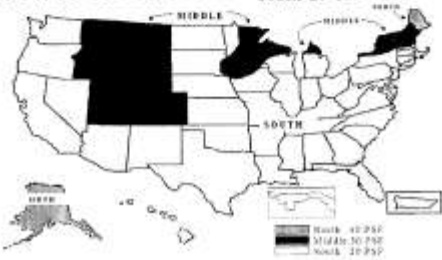 MIDDLE
MIDDLE
NORTH
SOUTH
North 40 PSF
Middle 30 PSF
South 20 PSF